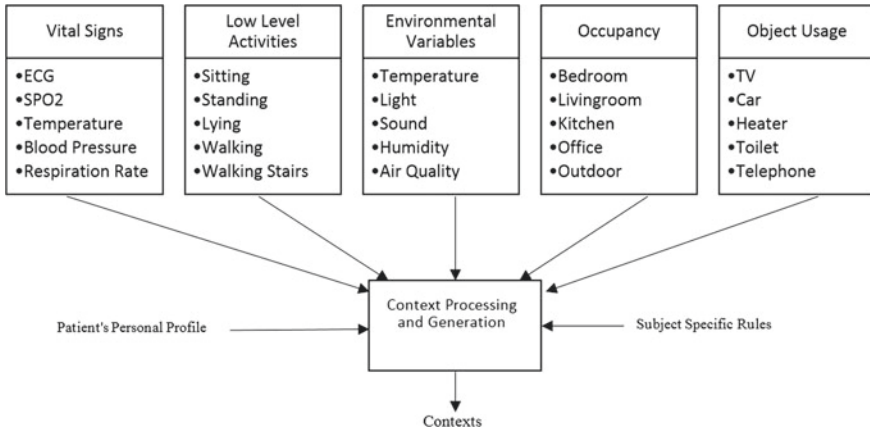 Vital Signs
•ECG
•SPO2
•Temperature
•Blood Pressure
•Respiration Rate
Low Level
Activities
•Sitting
•Standing
•Lying
•Walking
•Walking Stairs
Environmental
Variables
•Temperature
•Light
•Sound
•Humidity
•Air Quality
Occupancy
•Bedroom
•Livingroom
•Kitchen
•Office
•Outdoor
Object Usage
•TV
•Car
•Heater
•Toilet
•Telephone
Patient's Personal Profile
Context Processing
and Generation
Subject Specific Rules
Contexts